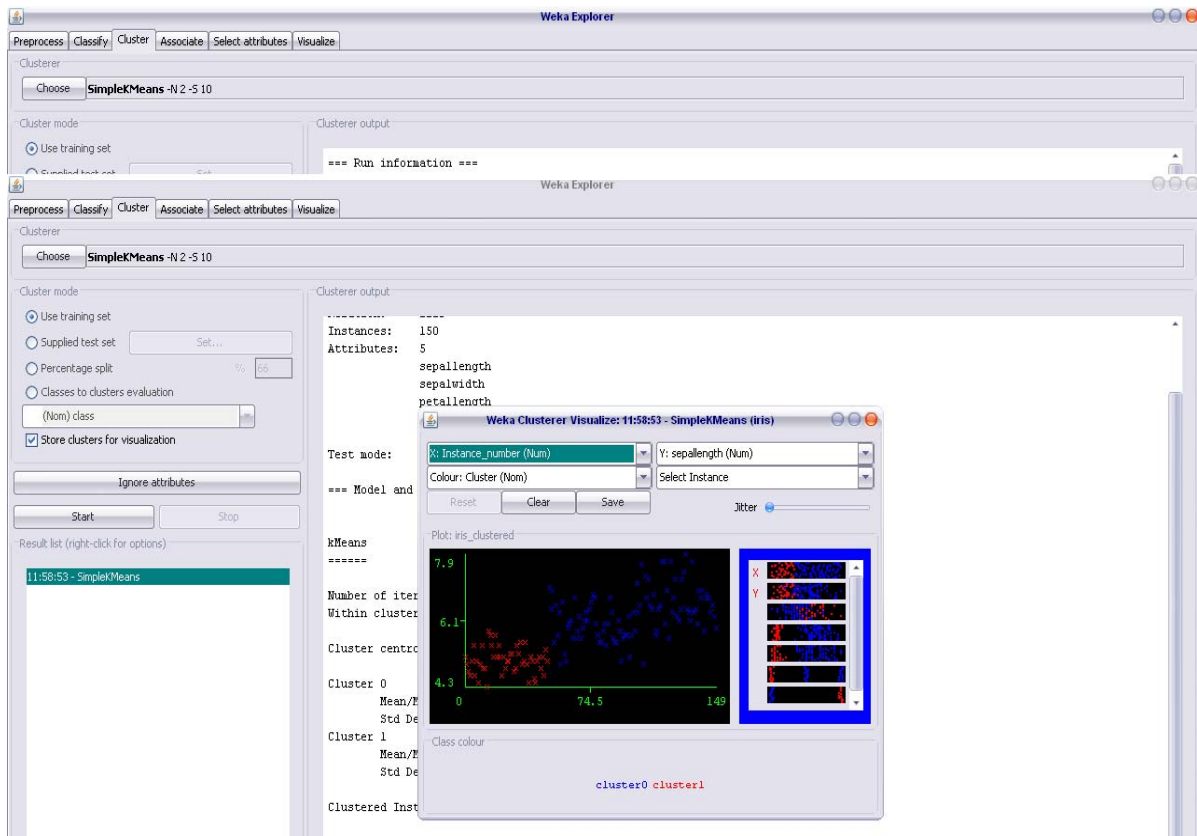 Weka Explorer
Preprocess Classify Cluster Associate Select attributes Visualize
Clusterer
Choose SimpleKMeans -N 2 -S 10
Cluster mode
Use training set
Supplied test set Set...
Clusterer output
=== Run information ===
Weka Explorer
Preprocess Classify Cluster Associate Select attributes Visualize
Clusterer
Choose SimpleKMeans -N 2 -S 10
Cluster mode
Use training set
Supplied test set Set...
Percentage split % 66
Classes to clusters evaluation
(Nom) class
Store clusters for visualization
Ignore attributes
Start Stop
Result list (right-click for options)
11:58:53 - SimpleKMeans
Clusterer output
Instances: 150
Attributes: 5
sepallength
sepalwidth
petallength
Test mode:
=== Model and
kMeans
======
Number of iter
Within cluster
Cluster centro
Cluster 0
Mean/M
Std De
Cluster 1
Mean/M
Std De
Clustered Inst
Weka Clusterer Visualize: 11:58:53 - SimpleKMeans (iris)
X: Instance_number (Num) Y: sepallength (Num)
Colour: Cluster (Nom) Select Instance
Reset Clear Save Jitter
Plot: iris_clustered
7.9
6.1
4.3
0 74.5 149
X
Y
Class colour
cluster0 cluster1